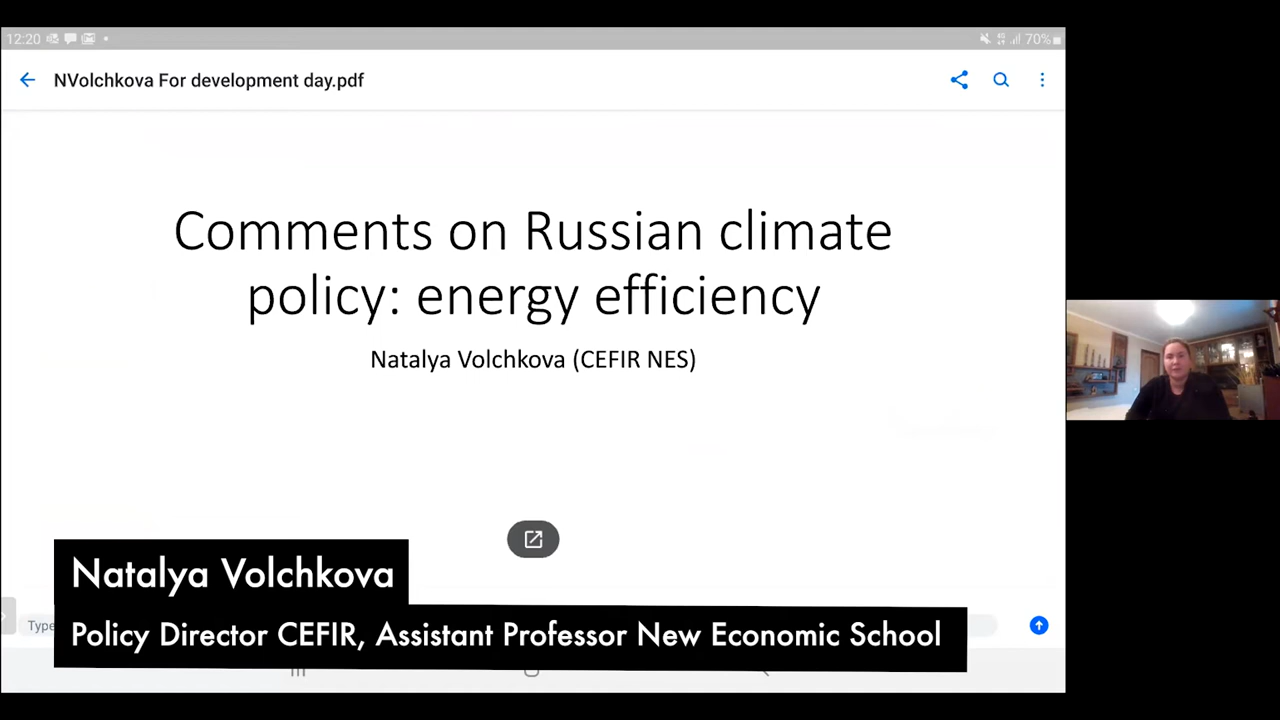 12:20
70%
NVolchkova For development day.pdf
Comments on Russian climate
policy: energy efficiency
Natalya Volchkova (CEFIR NES)
Natalya Volchkova
Type
Policy Director CEFIR, Assistant Professor New Economic School